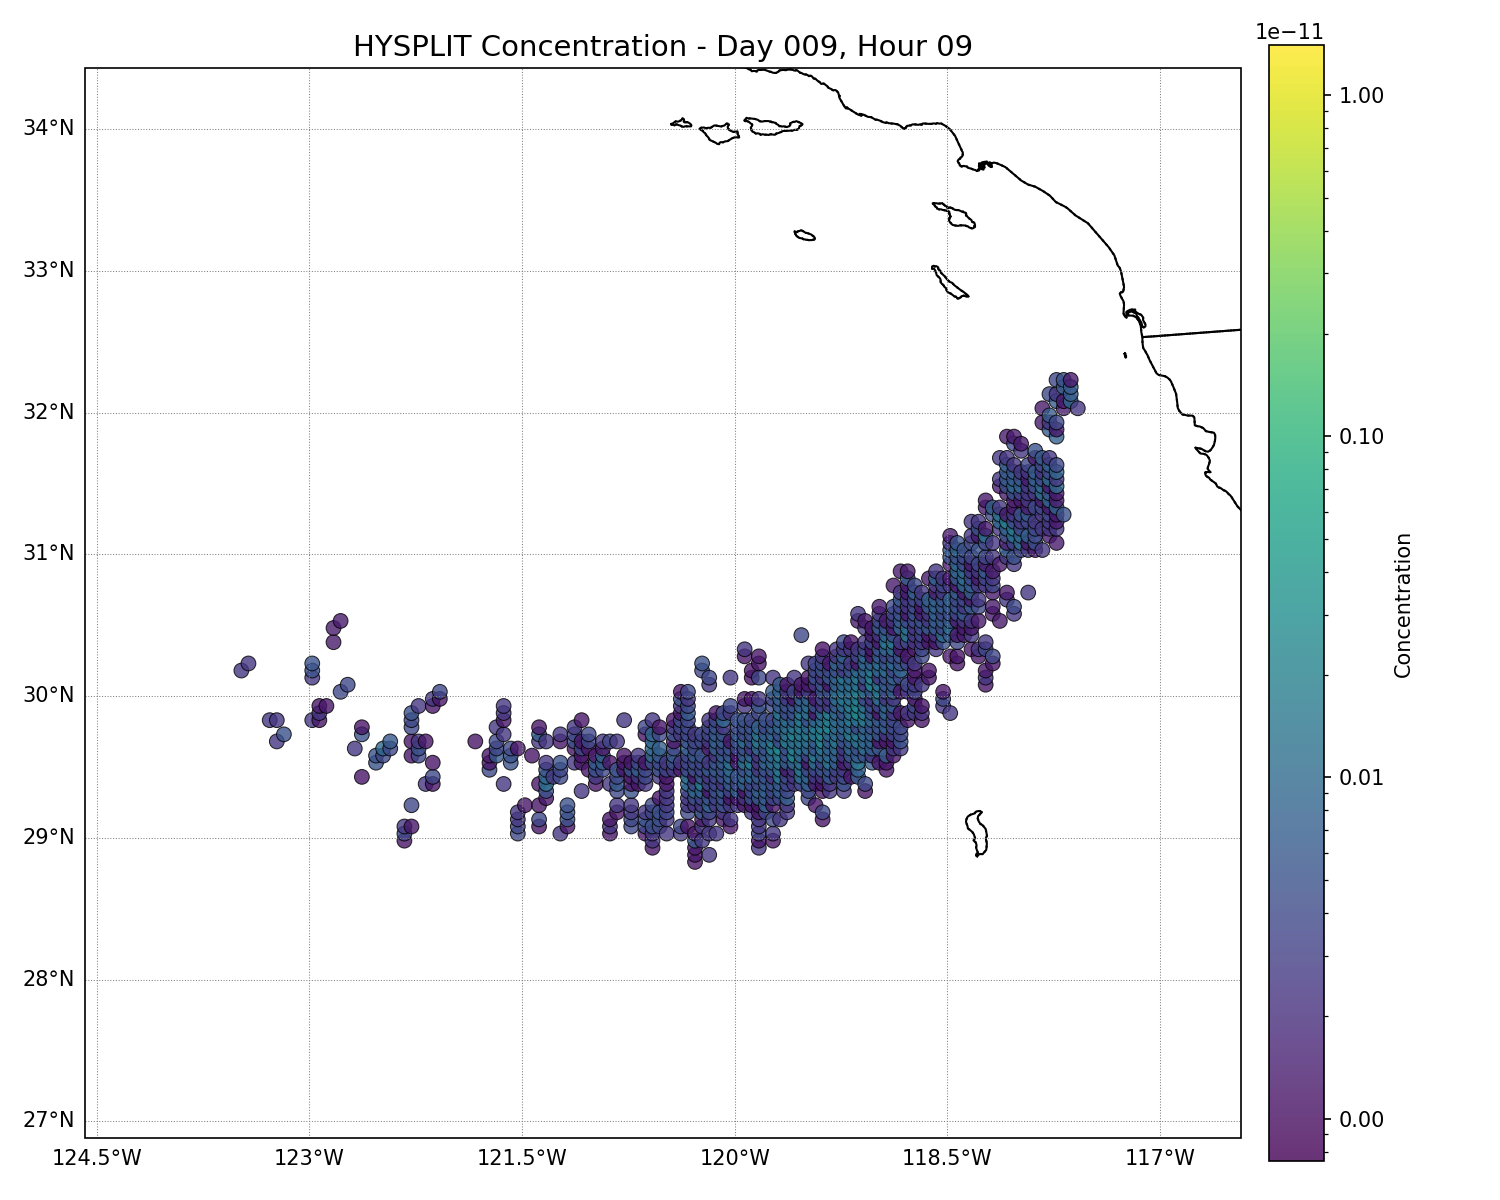 HYSPLIT Concentration - Day 009, Hour 09
1e−11
34°N
33°N
32°N
31°N
30°N
29°N
28°N
27°N
124.5°W
123°W
121.5°W
120°W
118.5°W
117°W
1.00
0.10
0.01
0.00
Concentration